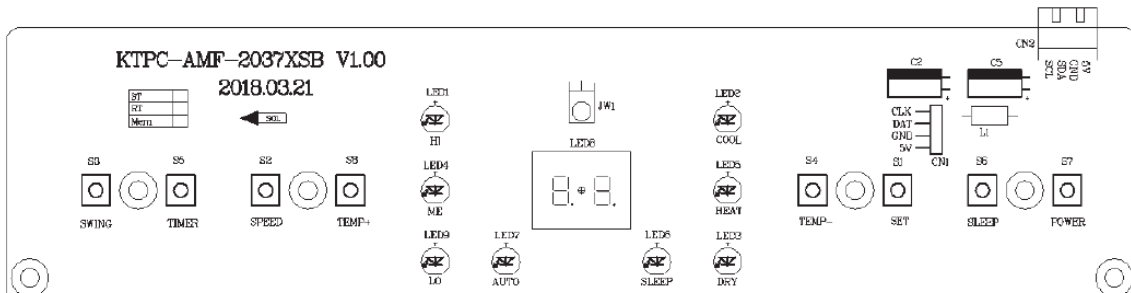 KTPC-AMF-2037XSB V1.00
2018.03.21
ST
RT
Menu
SOL
CN2
SCL
SDA
GND
5V
C2
C5
LED1
HI
JW1
LED2
COOL
CLK
DAT
GND
5V
CN1
L1
LED8
S3
SWING
S5
TIMER
S2
SPEED
S8
TEMP+
LED4
ME
LED5
HEAT
S4
TEMP-
S1
SET
S6
SLEEP
S7
POWER
LED9
LO
LED7
AUTO
LED6
SLEEP
LED3
DRY